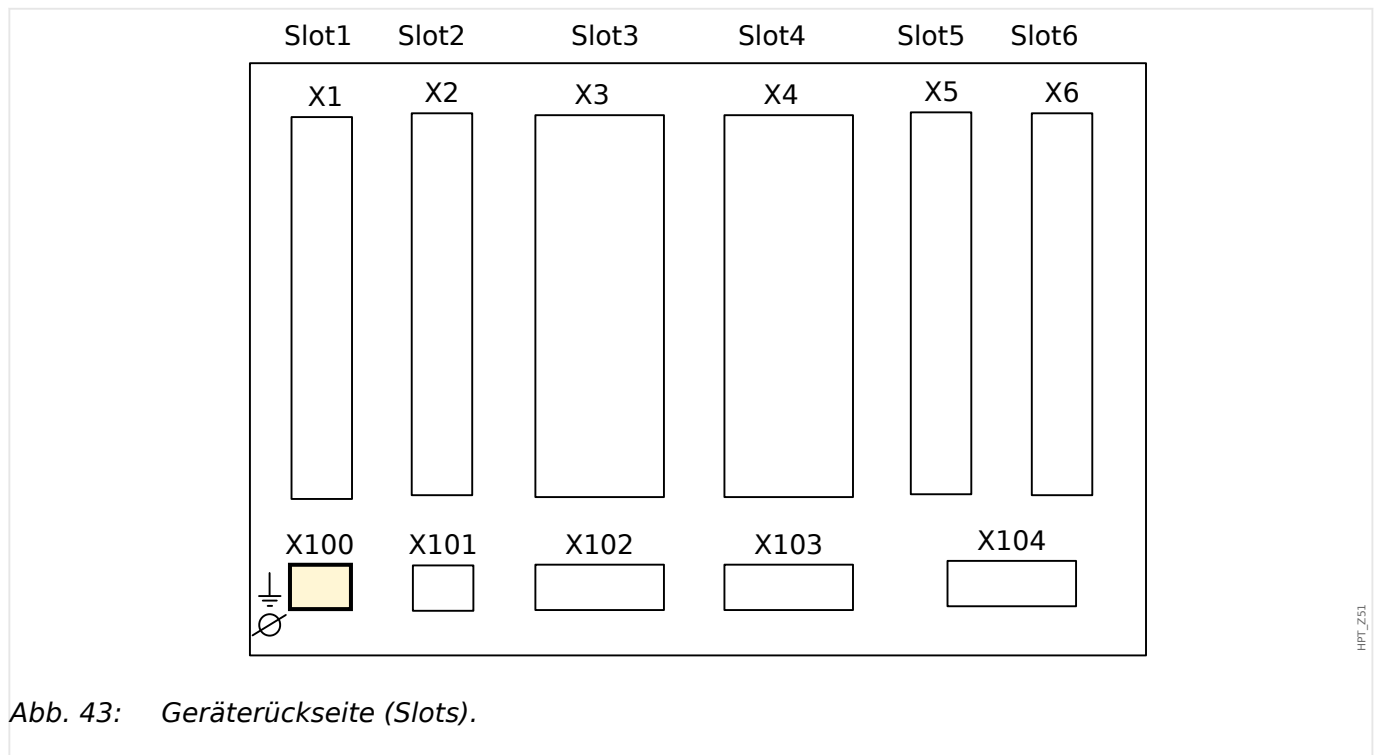 Slot1 Slot2 Slot3 Slot4 Slot5 Slot6
X1 X2 X3 X4 X5 X6
X100 X101 X102 X103 X104
HPT_Z51
Abb. 43: Geräterückseite (Slots).